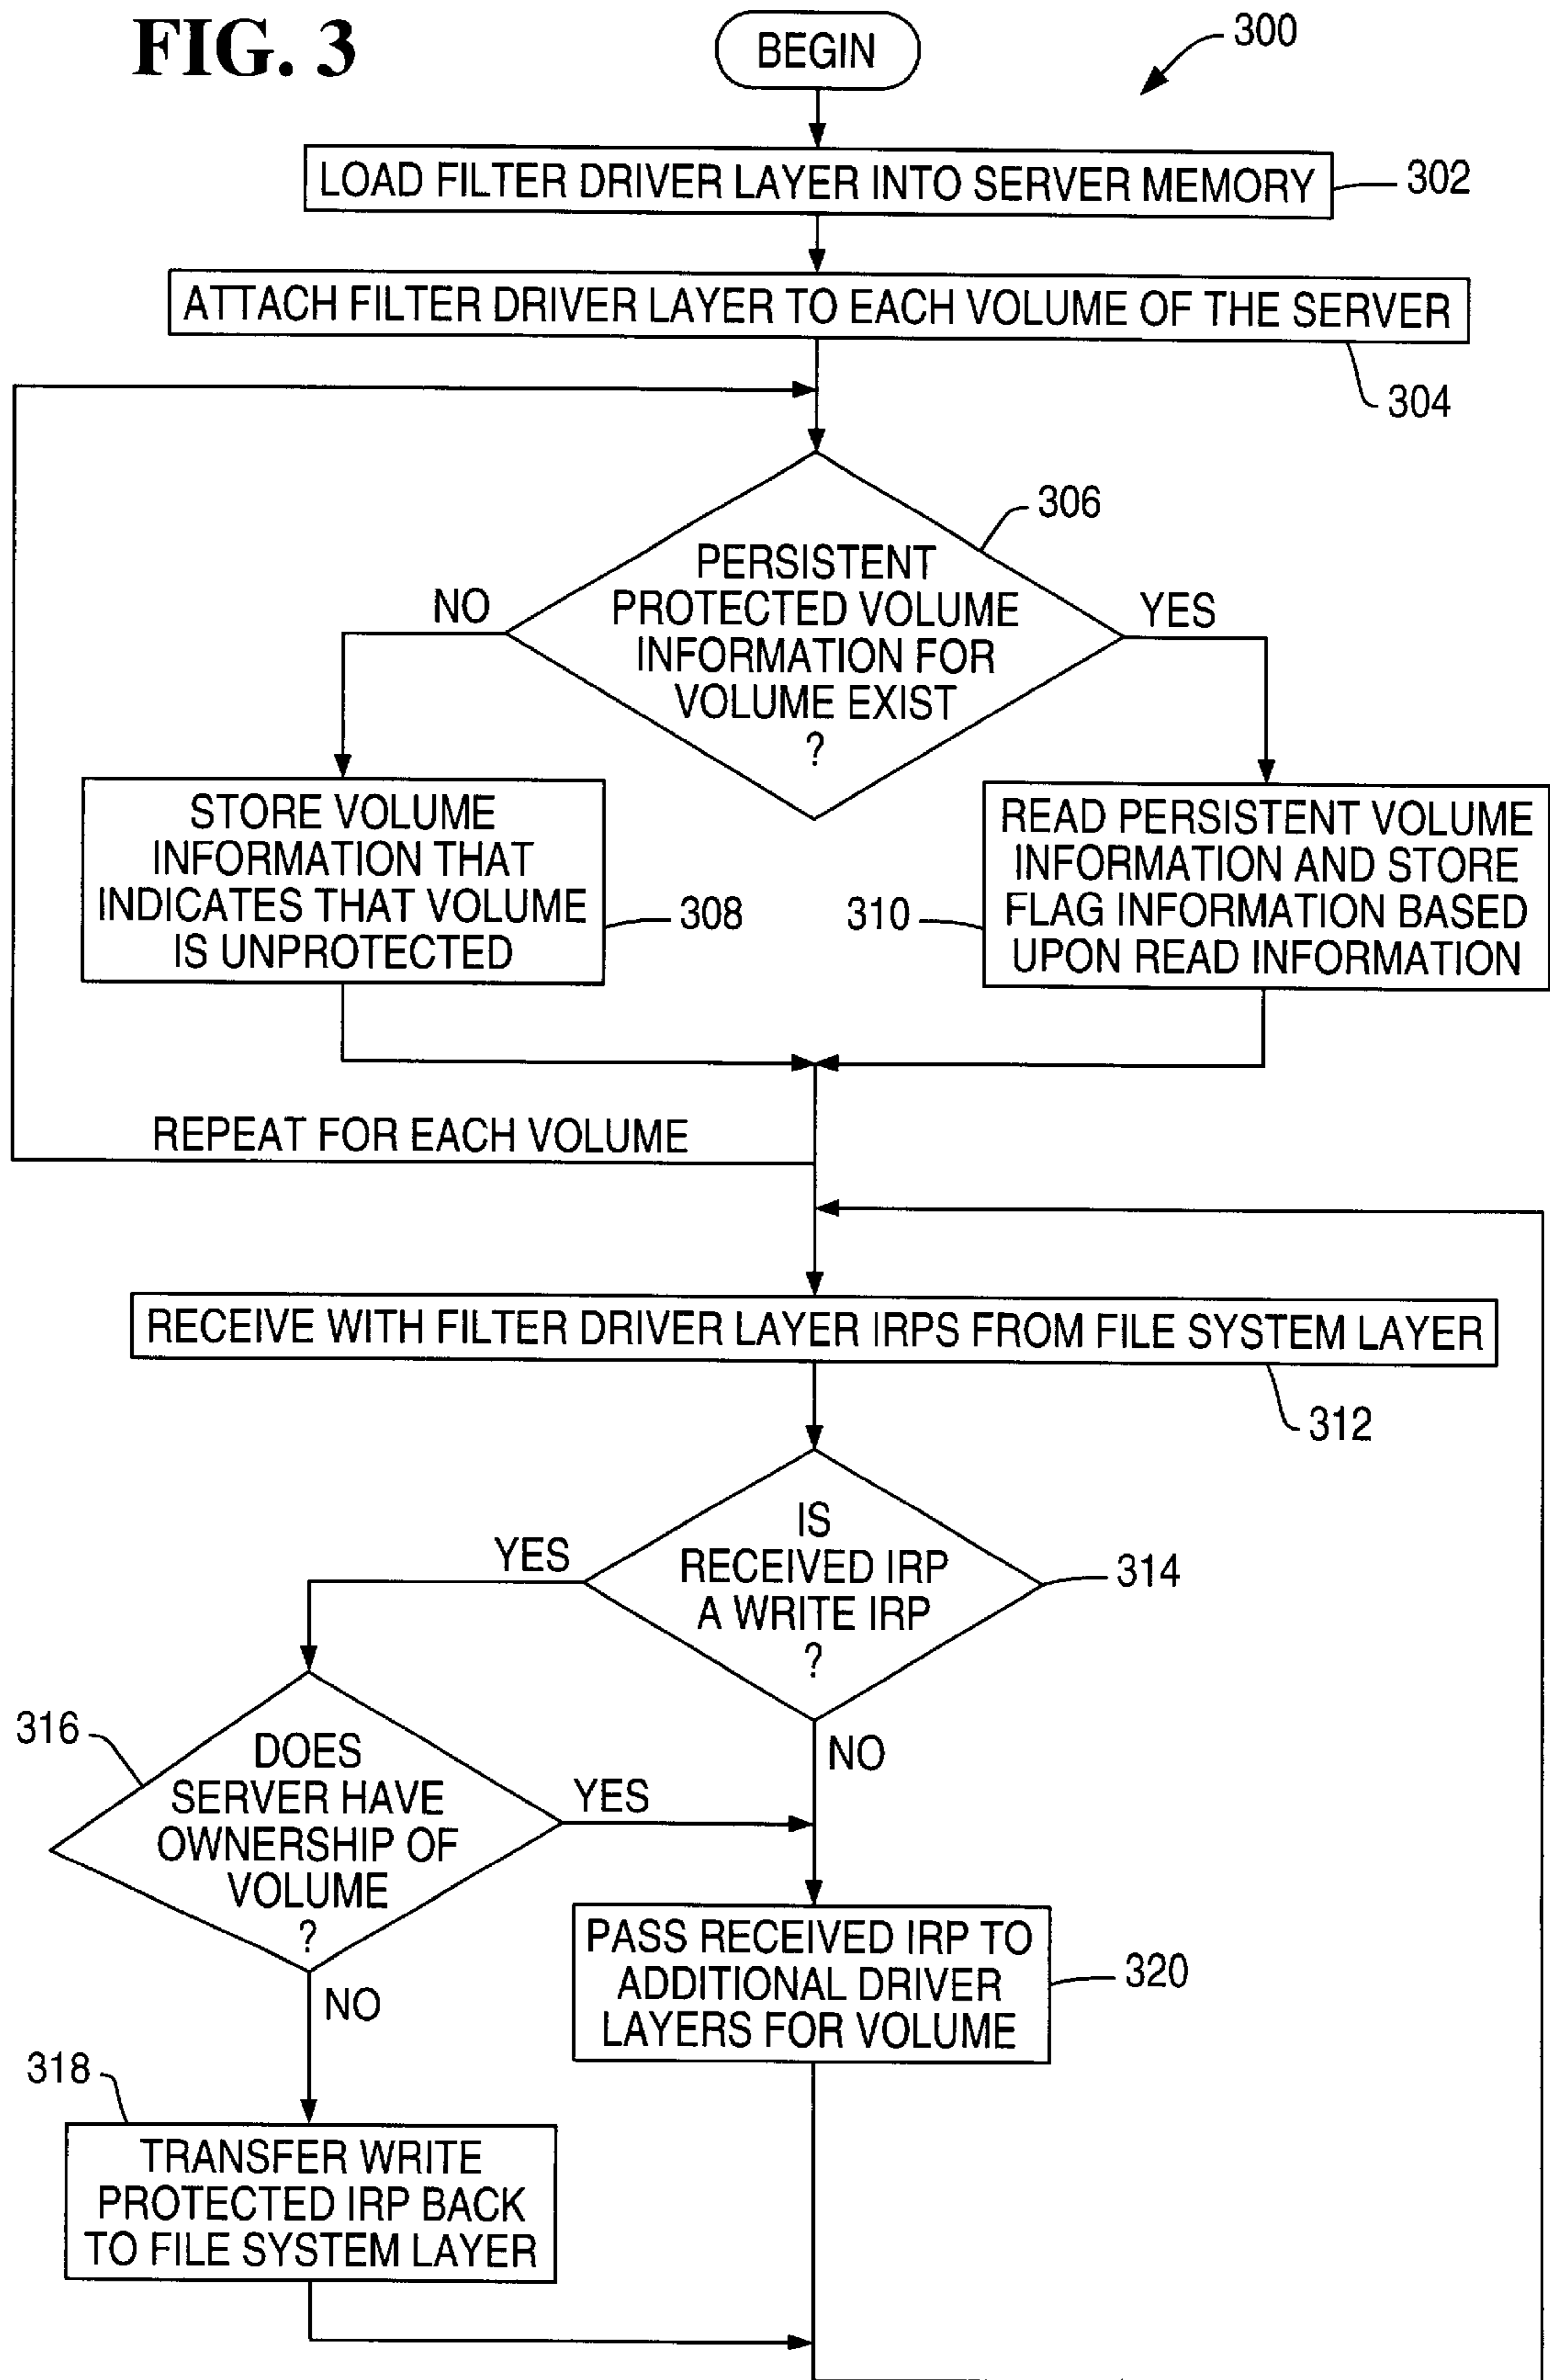 FIG. 3
BEGIN
300
LOAD FILTER DRIVER LAYER INTO SERVER MEMORY
302
ATTACH FILTER DRIVER LAYER TO EACH VOLUME OF THE SERVER
304
306
PERSISTENT
PROTECTED VOLUME
INFORMATION FOR
VOLUME EXIST
?
NO
YES
STORE VOLUME
INFORMATION THAT
INDICATES THAT VOLUME
IS UNPROTECTED
308
310
READ PERSISTENT VOLUME
INFORMATION AND STORE
FLAG INFORMATION BASED
UPON READ INFORMATION
REPEAT FOR EACH VOLUME
RECEIVE WITH FILTER DRIVER LAYER IRPS FROM FILE SYSTEM LAYER
312
IS
RECEIVED IRP
A WRITE IRP
?
YES
314
NO
316
DOES
SERVER HAVE
OWNERSHIP OF
VOLUME
?
YES
NO
PASS RECEIVED IRP TO
ADDITIONAL DRIVER
LAYERS FOR VOLUME
320
318
TRANSFER WRITE
PROTECTED IRP BACK
TO FILE SYSTEM LAYER